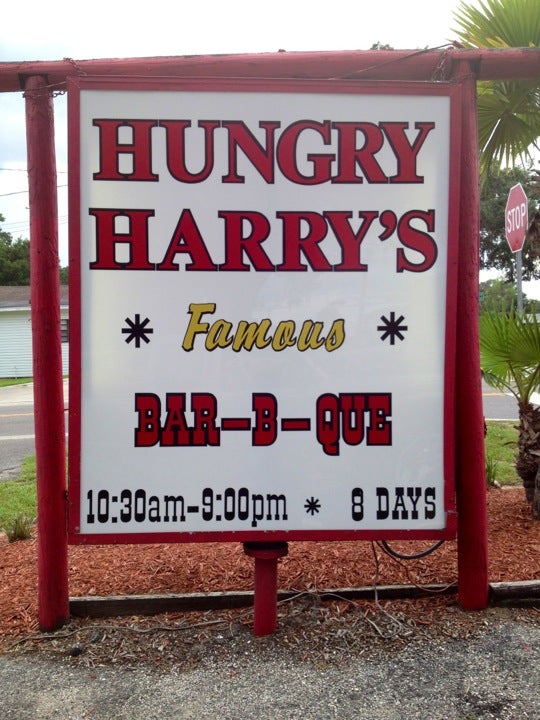 HUNGRY
HARRY'S
* Famous *
BAR-B-QUE
10:30am-9:00pm * 8 DAYS
STOP